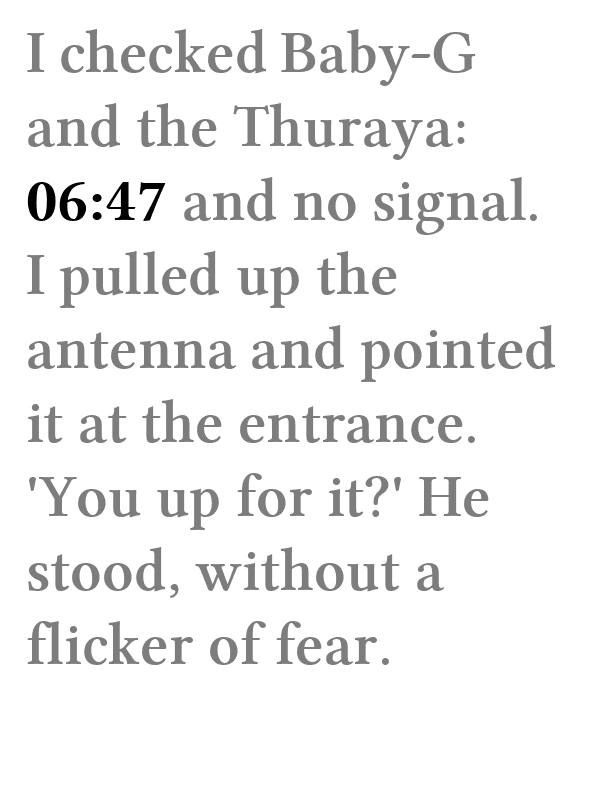 I checked Baby-G
and the Thuraya:
06:47 and no signal.
I pulled up the
antenna and pointed
it at the entrance.
'You up for it?' He
stood, without a
flicker of fear.